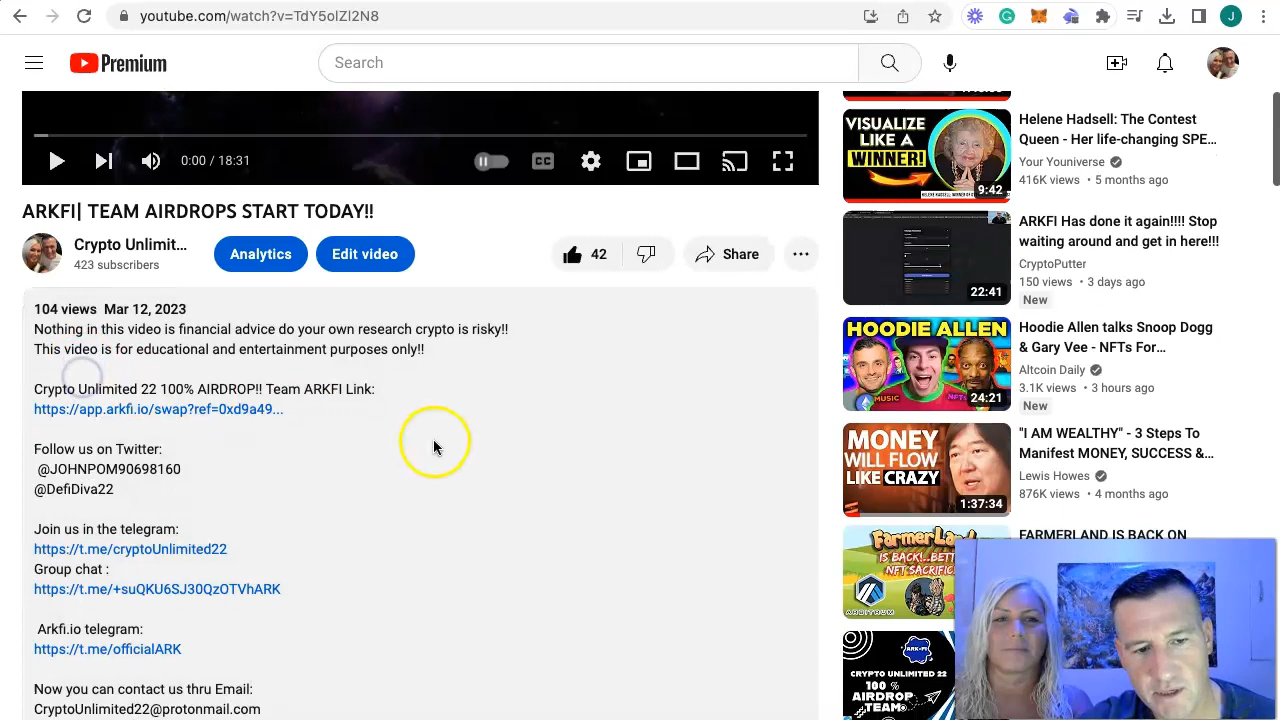 youtube.com/watch?v=TdY5olZl2N8
J
Premium
Search
0:00 / 18:31
CC
ARKFI| TEAM AIRDROPS START TODAY!!
Crypto Unlimit...
423 subscribers
Analytics
Edit video
42
Share
104 views Mar 12, 2023
Nothing in this video is financial advice do your own research crypto is risky!!
This video is for educational and entertainment purposes only!!
Crypto Unlimited 22 100% AIRDROP!! Team ARKFI Link:
https://app.arkfi.io/swap?ref=0xd9a49...
Follow us on Twitter:
@JOHNPOM90698160
@DefiDiva22
Join us in the telegram:
https://t.me/cryptoUnlimited22
Group chat :
https://t.me/+suQKU6SJ30QzOTVhARK
Arkfi.io telegram:
https://t.me/officialARK
Now you can contact us thru Email:
CryptoUnlimited22@protonmail.com
VISUALIZE
LIKE A
WINNER!
9:42
Helene Hadsell: The Contest
Queen - Her life-changing SPE...
Your Youniverse
416K views • 5 months ago
22:41
ARKFI Has done it again!!!! Stop
waiting around and get in here!!!
CryptoPutter
150 views • 3 days ago
New
HOODIE ALLEN
MUSIC
NFTs
24:21
Hoodie Allen talks Snoop Dogg
& Gary Vee - NFTs For...
Altcoin Daily
3.1K views • 3 hours ago
New
MONEY
WILL FLOW
LIKE CRAZY
1:37:34
"I AM WEALTHY" - 3 Steps To
Manifest MONEY, SUCCESS &...
Lewis Howes
876K views • 4 months ago
FarmerLand
IS BACK!..BETT
NFT SACRIFIC
ARBITRUM
FARMERLAND IS BACK ON
ARK•FI
CRYPTO UNLIMITED 22
100 %
AIRDROP
TEAM